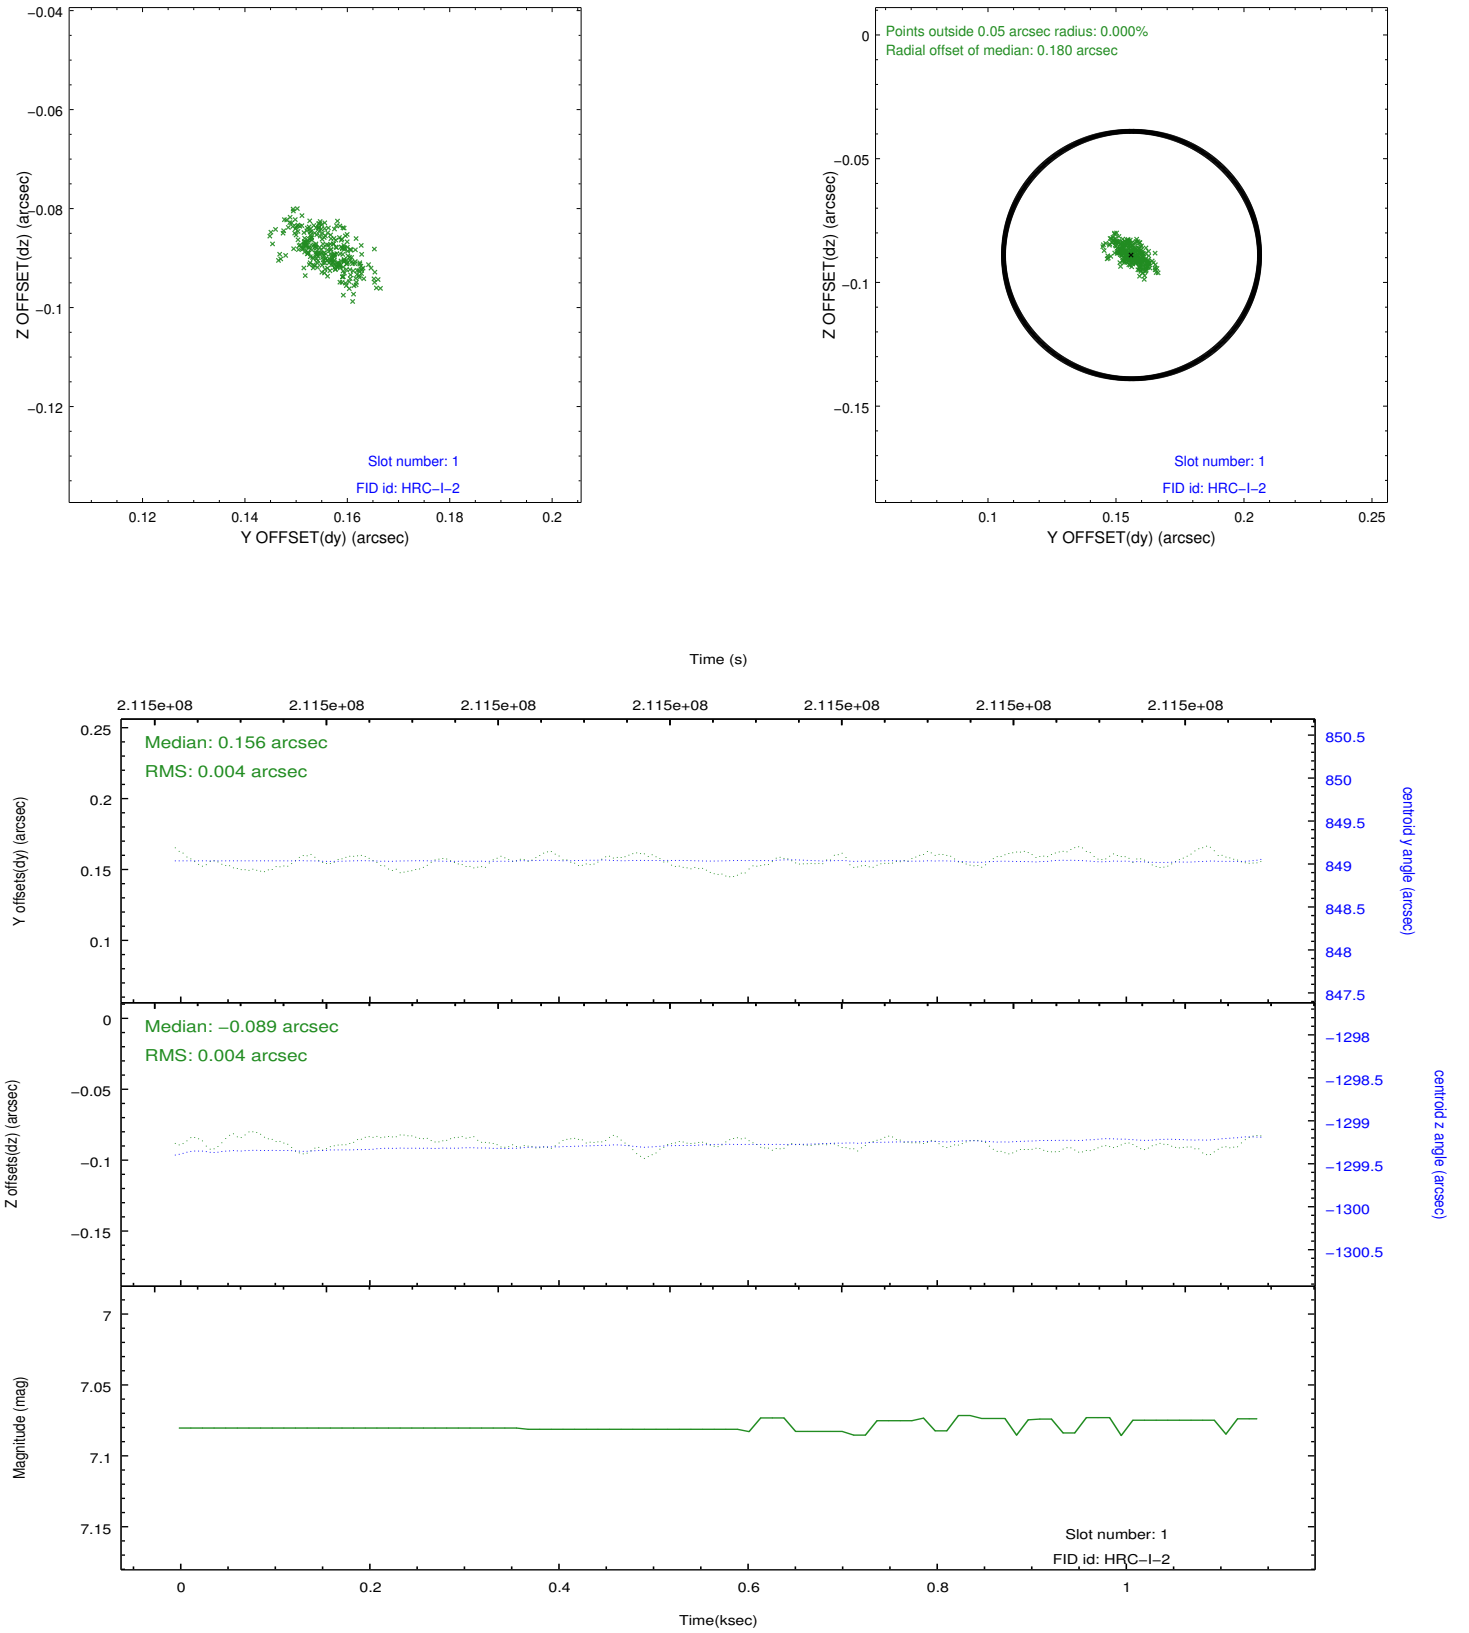 −0.04
−0.06
−0.08
−0.1
−0.12
Z OFFSET(dz) (arcsec)
Slot number: 1
FID id: HRC−I−2
0.12 0.14 0.16 0.18 0.2
Y OFFSET(dy) (arcsec)
Points outside 0.05 arcsec radius: 0.000%
Radial offset of median: 0.180 arcsec
0
−0.05
−0.1
−0.15
Z OFFSET(dz) (arcsec)
Slot number: 1
FID id: HRC−I−2
0.1 0.15 0.2 0.25
Y OFFSET(dy) (arcsec)
Time (s)
2.115e+08 2.115e+08 2.115e+08 2.115e+08 2.115e+08 2.115e+08 2.115e+08
Median: 0.156 arcsec
RMS: 0.004 arcsec
0.25
0.2
0.15
0.1
Y offsets(dy) (arcsec)
850.5
850
849.5
849
848.5
848
847.5
centroid y angle (arcsec)
Median: −0.089 arcsec
RMS: 0.004 arcsec
0
−0.05
−0.1
−0.15
Z offsets(dz) (arcsec)
−1298
−1298.5
−1299
−1299.5
−1300
−1300.5
centroid z angle (arcsec)
7
7.05
7.1
7.15
Magnitude (mag)
Slot number: 1
FID id: HRC−I−2
0 0.2 0.4 0.6 0.8 1
Time(ksec)